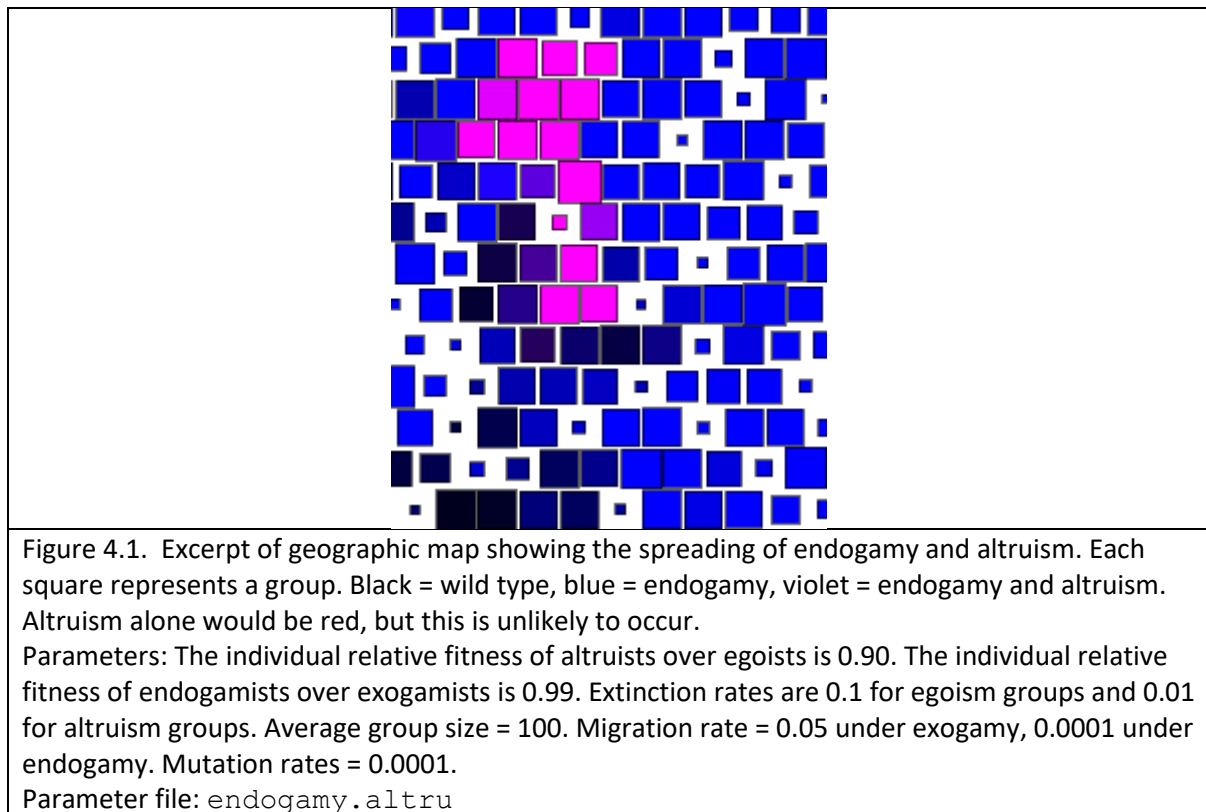 Figure 4.1.  Excerpt of geographic map showing the spreading of endogamy and altruism. Each
square represents a group. Black = wild type, blue = endogamy, violet = endogamy and altruism.
Altruism alone would be red, but this is unlikely to occur.
Parameters: The individual relative fitness of altruists over egoists is 0.90. The individual relative
fitness of endogamists over exogamists is 0.99. Extinction rates are 0.1 for egoism groups and 0.01
for altruism groups. Average group size = 100. Migration rate = 0.05 under exogamy, 0.0001 under
endogamy. Mutation rates = 0.0001.
Parameter file: endogamy.altru